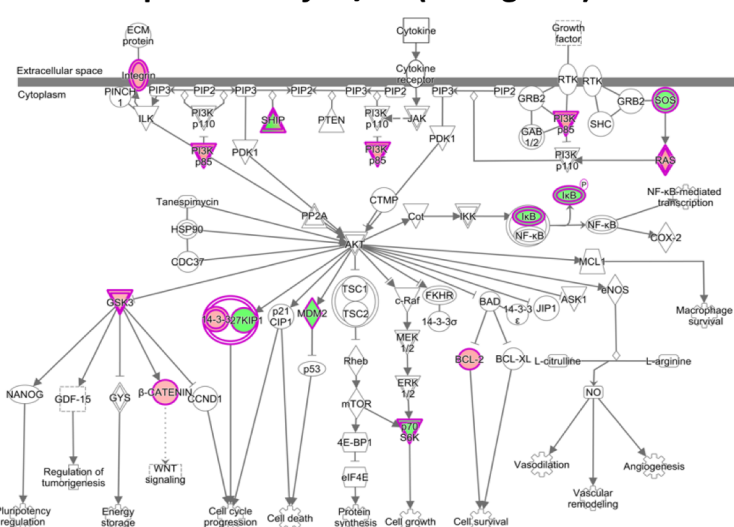 ECM
protein
Cytokine
Growth
factor
Extracellular space
Integrin
Cytokine
receptor
RTK
RTK
Cytoplasm
PINCH
1
PIP3
PIP2
PIP3
PIP2
PIP3
PIP2
PIP3
PIP2
GRB2
GRB2
SOS
ILK
PI3K
p110
SHIP
PTEN
PI3K
p110
JAK
PI3K
p85
GAB
1/2
SHC
PI3K
p85
PDK1
PI3K
p85
PDK1
PI3K
p110
RAS
Tanespimycin
CTMP
P
IκB
NF-κB-mediated
transcription
HSP90
PP2A
Cot
IKK
IκB
NF-κB
NF-κB
COX-2
AKT
CDC37
MCL1
GSK3
14-3-3
27KIP1
p21
CIP1
MDM2
TSC1
TSC2
c-Raf
FKHR
14-3-3σ
BAD
14-3-3
ε
JIP1
ASK1
eNOS
Macrophage
survival
MEK
1/2
p53
Rheb
BCL-2
BCL-XL
L-citrulline
L-arginine
NANOG
GDF-15
GYS
β-CATENIN
CCND1
ERK
1/2
NO
mTOR
p70
S6K
4E-BP1
Regulation of
tumorigenesis
WNT
signaling
eIF4E
Vasodilation
Angiogenesis
Vascular
remodeling
Pluripotency
regulation
Energy
storage
Cell cycle
progression
Cell death
Protein
synthesis
Cell growth
Cell survival